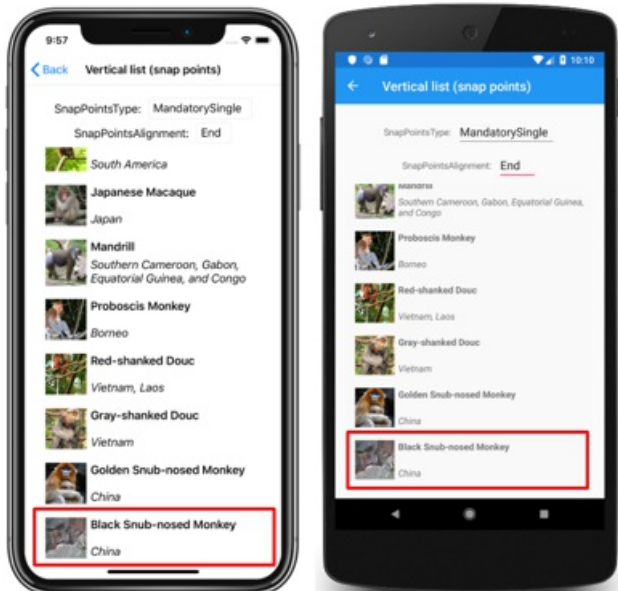 9:57
Back Vertical list (snap points)
SnapPointsType: MandatorySingle
SnapPointsAlignment: End
South America
Japanese Macaque
Japan
Mandrill
Southern Cameroon, Gabon,
Equatorial Guinea, and Congo
Proboscis Monkey
Borneo
Red-shanked Douc
Vietnam, Laos
Gray-shanked Douc
Vietnam
Golden Snub-nosed Monkey
China
Black Snub-nosed Monkey
China
10:10
Vertical list (snap points)
SnapPointsType: MandatorySingle
SnapPointsAlignment: End
Mandrill
Southern Cameroon, Gabon, Equatorial Guinea,
and Congo
Proboscis Monkey
Borneo
Red-shanked Douc
Vietnam, Laos
Gray-shanked Douc
Vietnam
Golden Snub-nosed Monkey
China
Black Snub-nosed Monkey
China